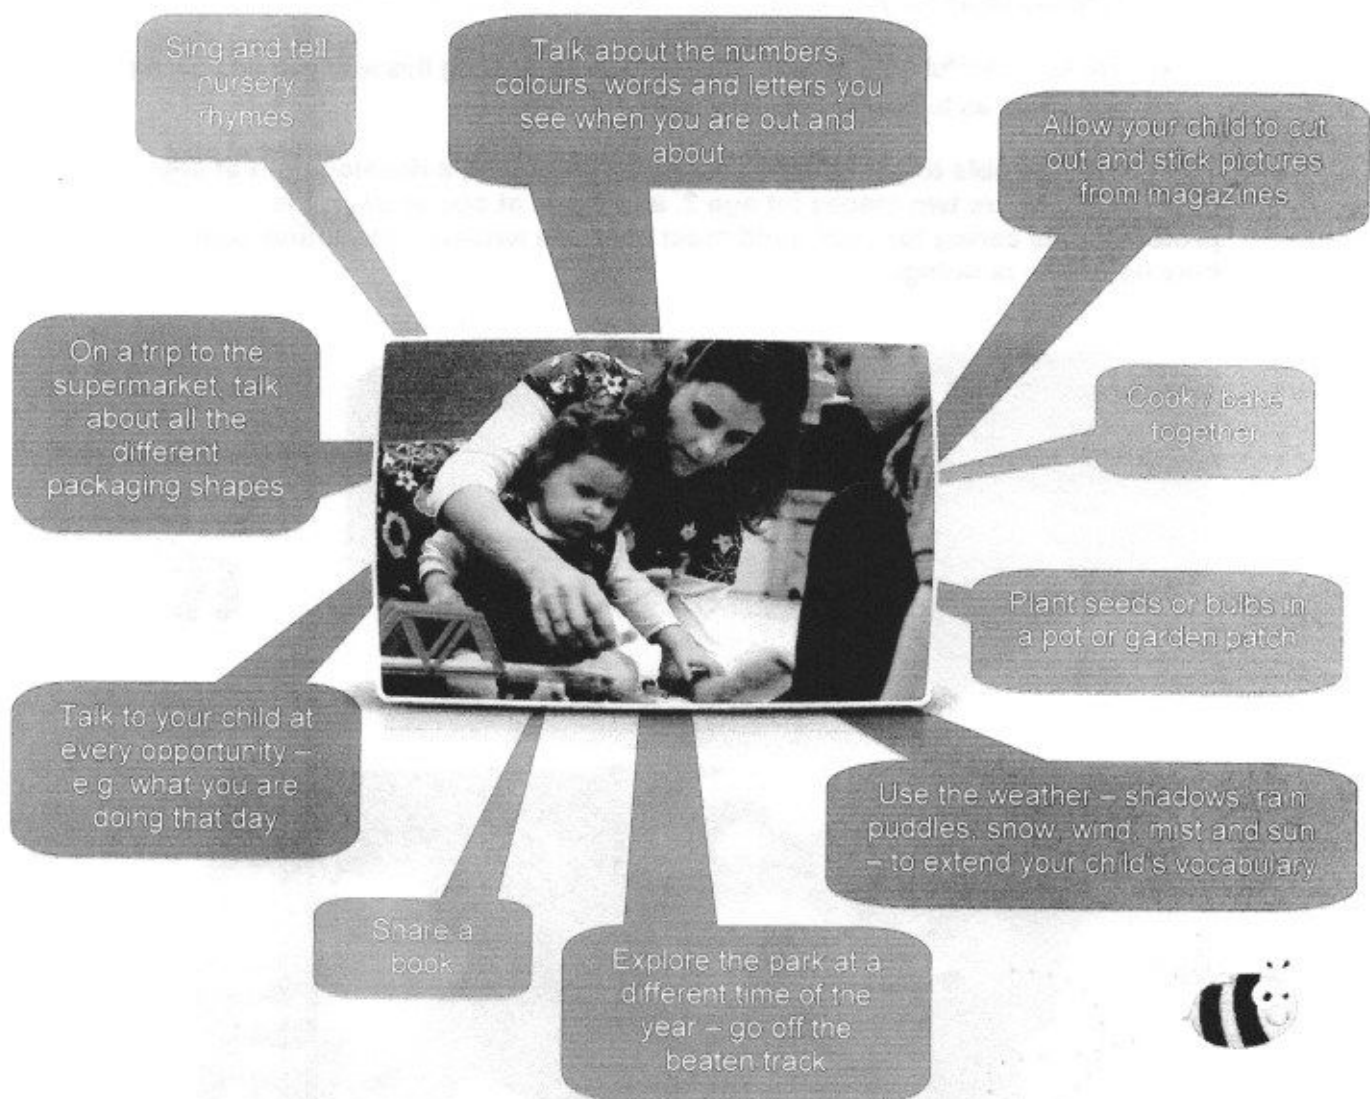 Sing and tell
nursery
rhymes
Talk about the numbers,
colours, words and letters you
see when you are out and
about
Allow your child to cut
out and stick pictures
from magazines
On a trip to the
supermarket, talk
about all the
different
packaging shapes
Cook / bake
together
Plant seeds or bulbs in
a pot or garden patch
Talk to your child at
every opportunity –
e.g. what you are
doing that day
Use the weather – shadows, rain
puddles, snow, wind, mist and sun
– to extend your child's vocabulary
Share a
book
Explore the park at a
different time of the
year – go off the
beaten track